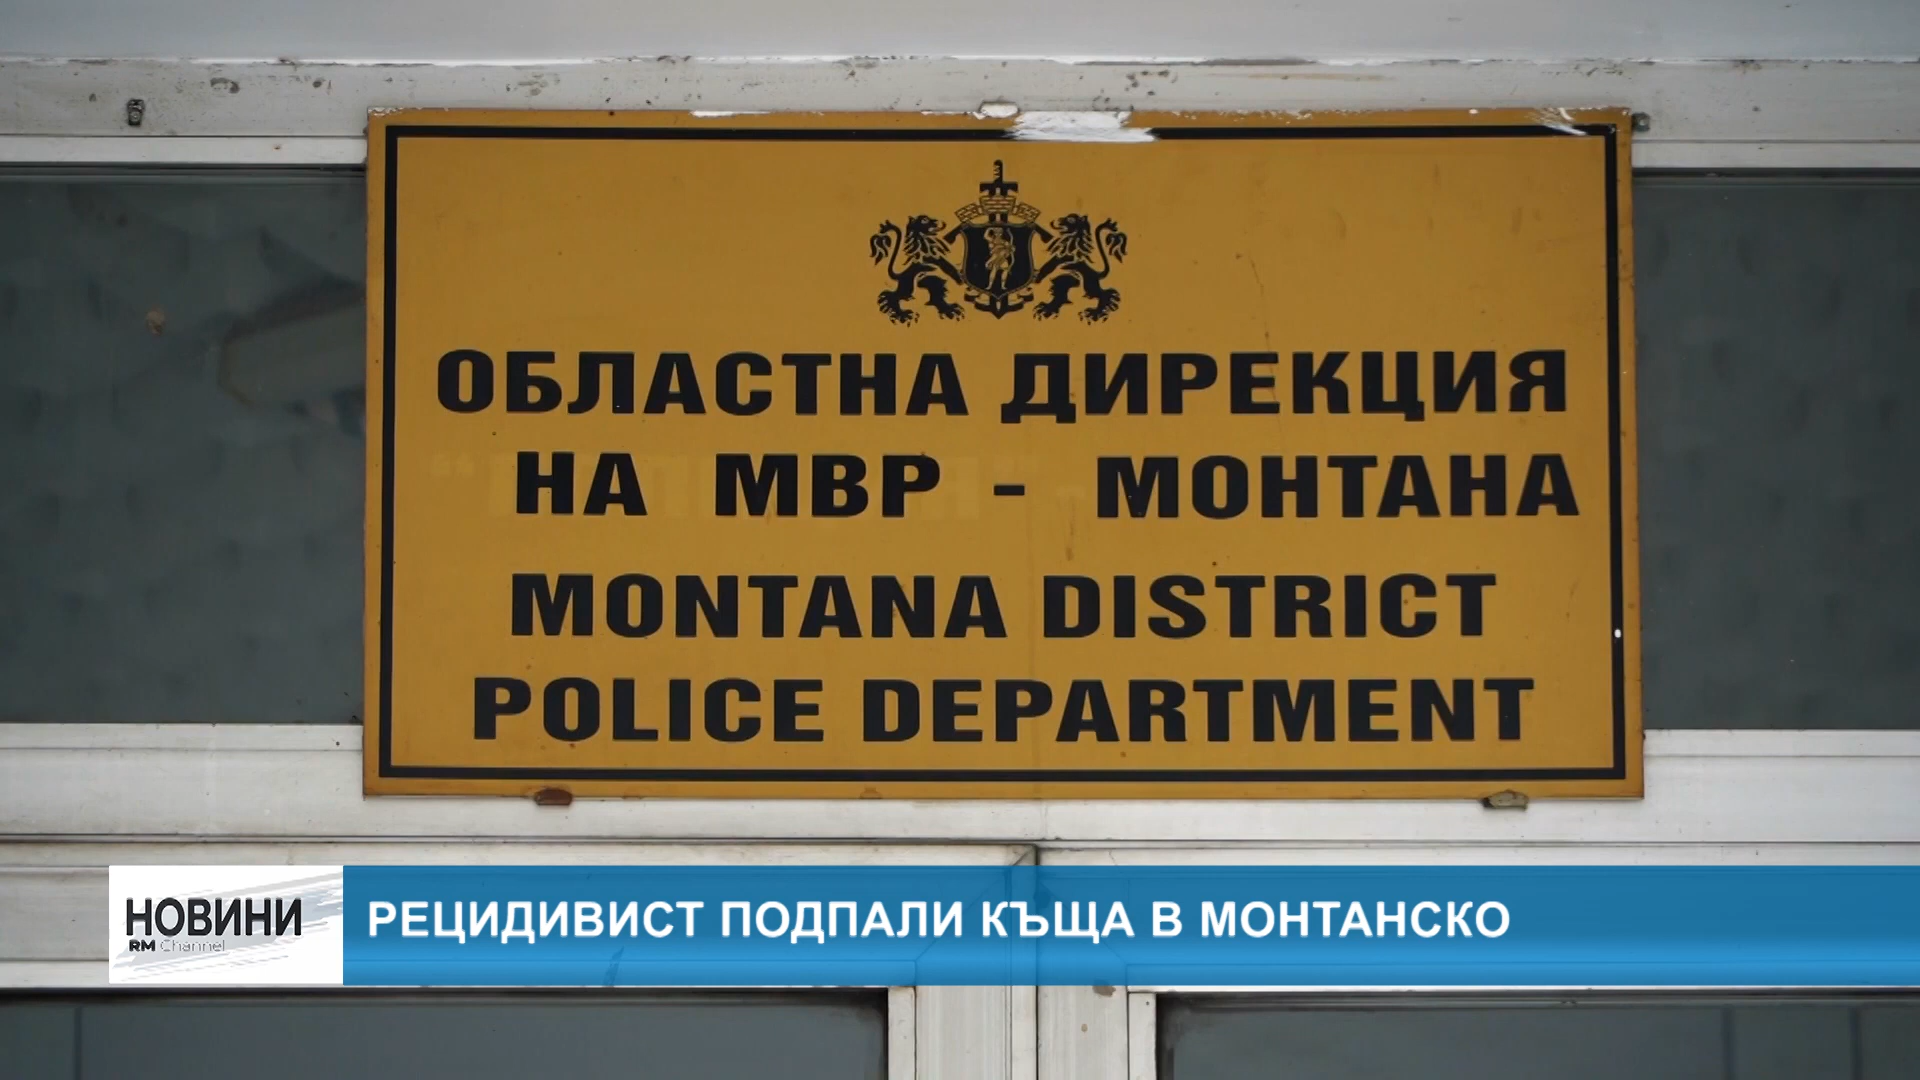 ОБЛАСТНА ДИРЕКЦИЯ
НА МВР - МОНТАНА
MONTANA DISTRICT
POLICE DEPARTMENT
НОВИНИ
RM Channel
РЕЦИДИВИСТ ПОДПАЛИ КЪЩА В МОНТАНСКО